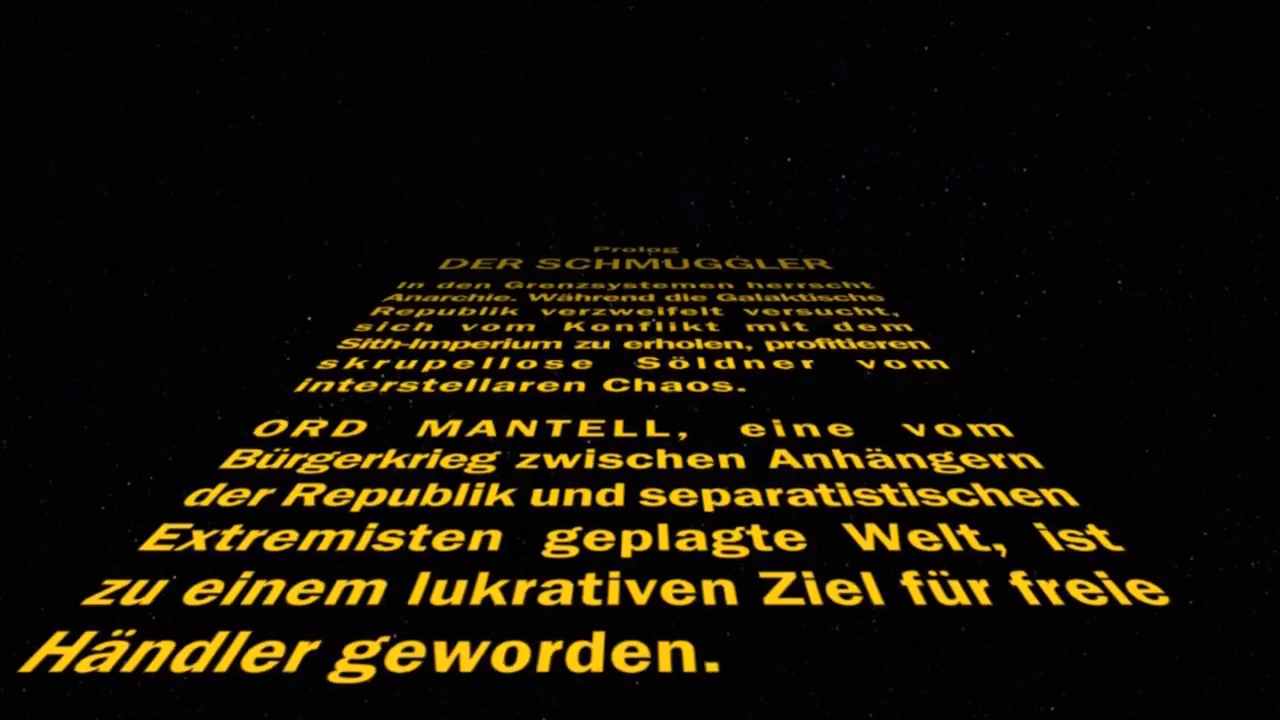 Prolog
DER SCHMUGGLER
In den Grenzsystemen herrscht
Anarchie. Während die Galaktische
Republik verzweifelt versucht,
sich vom Konflikt mit dem
Sith-Imperium zu erholen, profitieren
skrupellose Söldner vom
interstellaren Chaos.
ORD MANTELL, eine vom
Bürgerkrieg zwischen Anhängern
der Republik und separatistischen
Extremisten geplagte Welt, ist
zu einem lukrativen Ziel für freie
Händler geworden.